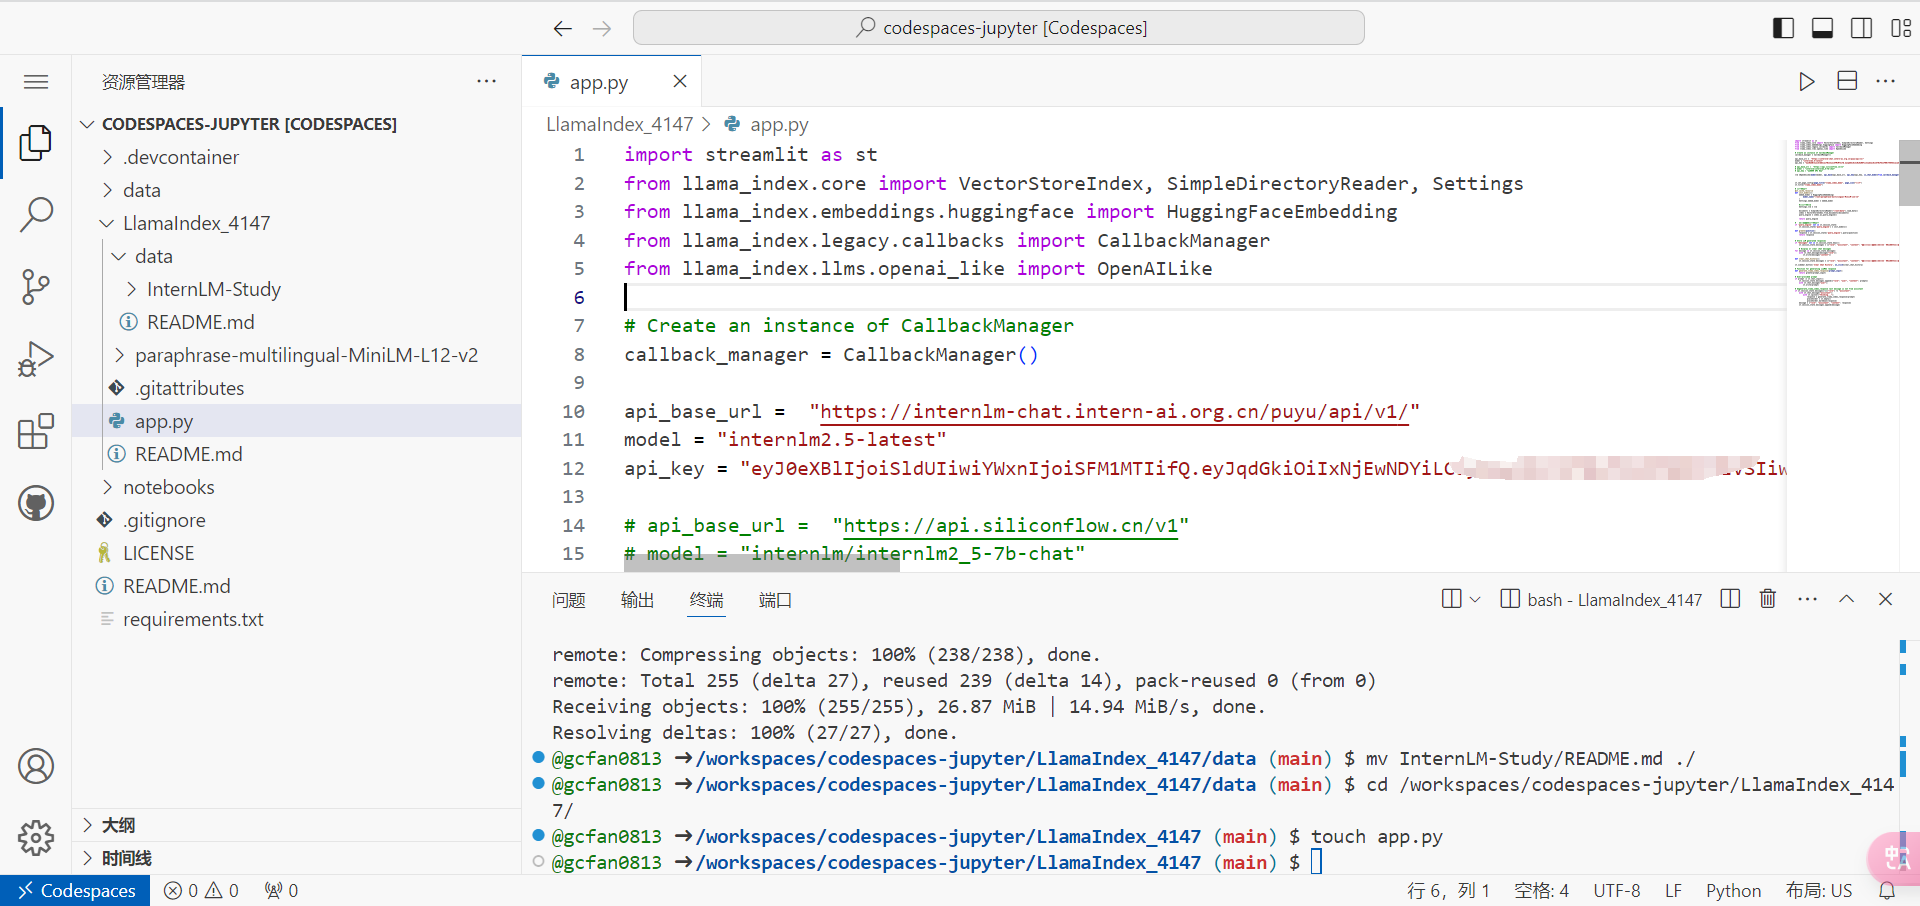 codespaces-jupyter [Codespaces]
资源管理器
CODESPACES-JUPYTER [CODESPACES]
.devcontainer
data
LlamaIndex_4147
data
InternLM-Study
README.md
paraphrase-multilingual-MiniLM-L12-v2
.gitattributes
app.py
README.md
notebooks
.gitignore
LICENSE
README.md
requirements.txt
大纲
时间线
app.py
LlamaIndex_4147 > app.py
1 import streamlit as st
2 from llama_index.core import VectorStoreIndex, SimpleDirectoryReader, Settings
3 from llama_index.embeddings.huggingface import HuggingFaceEmbedding
4 from llama_index.legacy.callbacks import CallbackManager
5 from llama_index.llms.openai_like import OpenAILike
6
7 # Create an instance of CallbackManager
8 callback_manager = CallbackManager()
9
10 api_base_url =  "https://internlm-chat.intern-ai.org.cn/puyu/api/v1/"
11 model = "internlm2.5-latest"
12 api_key = "eyJ0eXBlIjoiSldUIiwiYWxnIjoiSFM1MTIifQ.eyJqdGkiOiIxNjEwNDYiLC
13
14 # api_base_url =  "https://api.siliconflow.cn/v1"
15 # model = "internlm/internlm2_5-7b-chat"
问题 输出 终端 端口
bash - LlamaIndex_4147
remote: Compressing objects: 100% (238/238), done.
remote: Total 255 (delta 27), reused 239 (delta 14), pack-reused 0 (from 0)
Receiving objects: 100% (255/255), 26.87 MiB | 14.94 MiB/s, done.
Resolving deltas: 100% (27/27), done.
@gcfan0813 ➜/workspaces/codespaces-jupyter/LlamaIndex_4147/data (main) $ mv InternLM-Study/README.md ./
@gcfan0813 ➜/workspaces/codespaces-jupyter/LlamaIndex_4147/data (main) $ cd /workspaces/codespaces-jupyter/LlamaIndex_414
7/
@gcfan0813 ➜/workspaces/codespaces-jupyter/LlamaIndex_4147 (main) $ touch app.py
@gcfan0813 ➜/workspaces/codespaces-jupyter/LlamaIndex_4147 (main) $
Codespaces 0 0 0
行 6，列 1 空格: 4 UTF-8 LF Python 布局: US